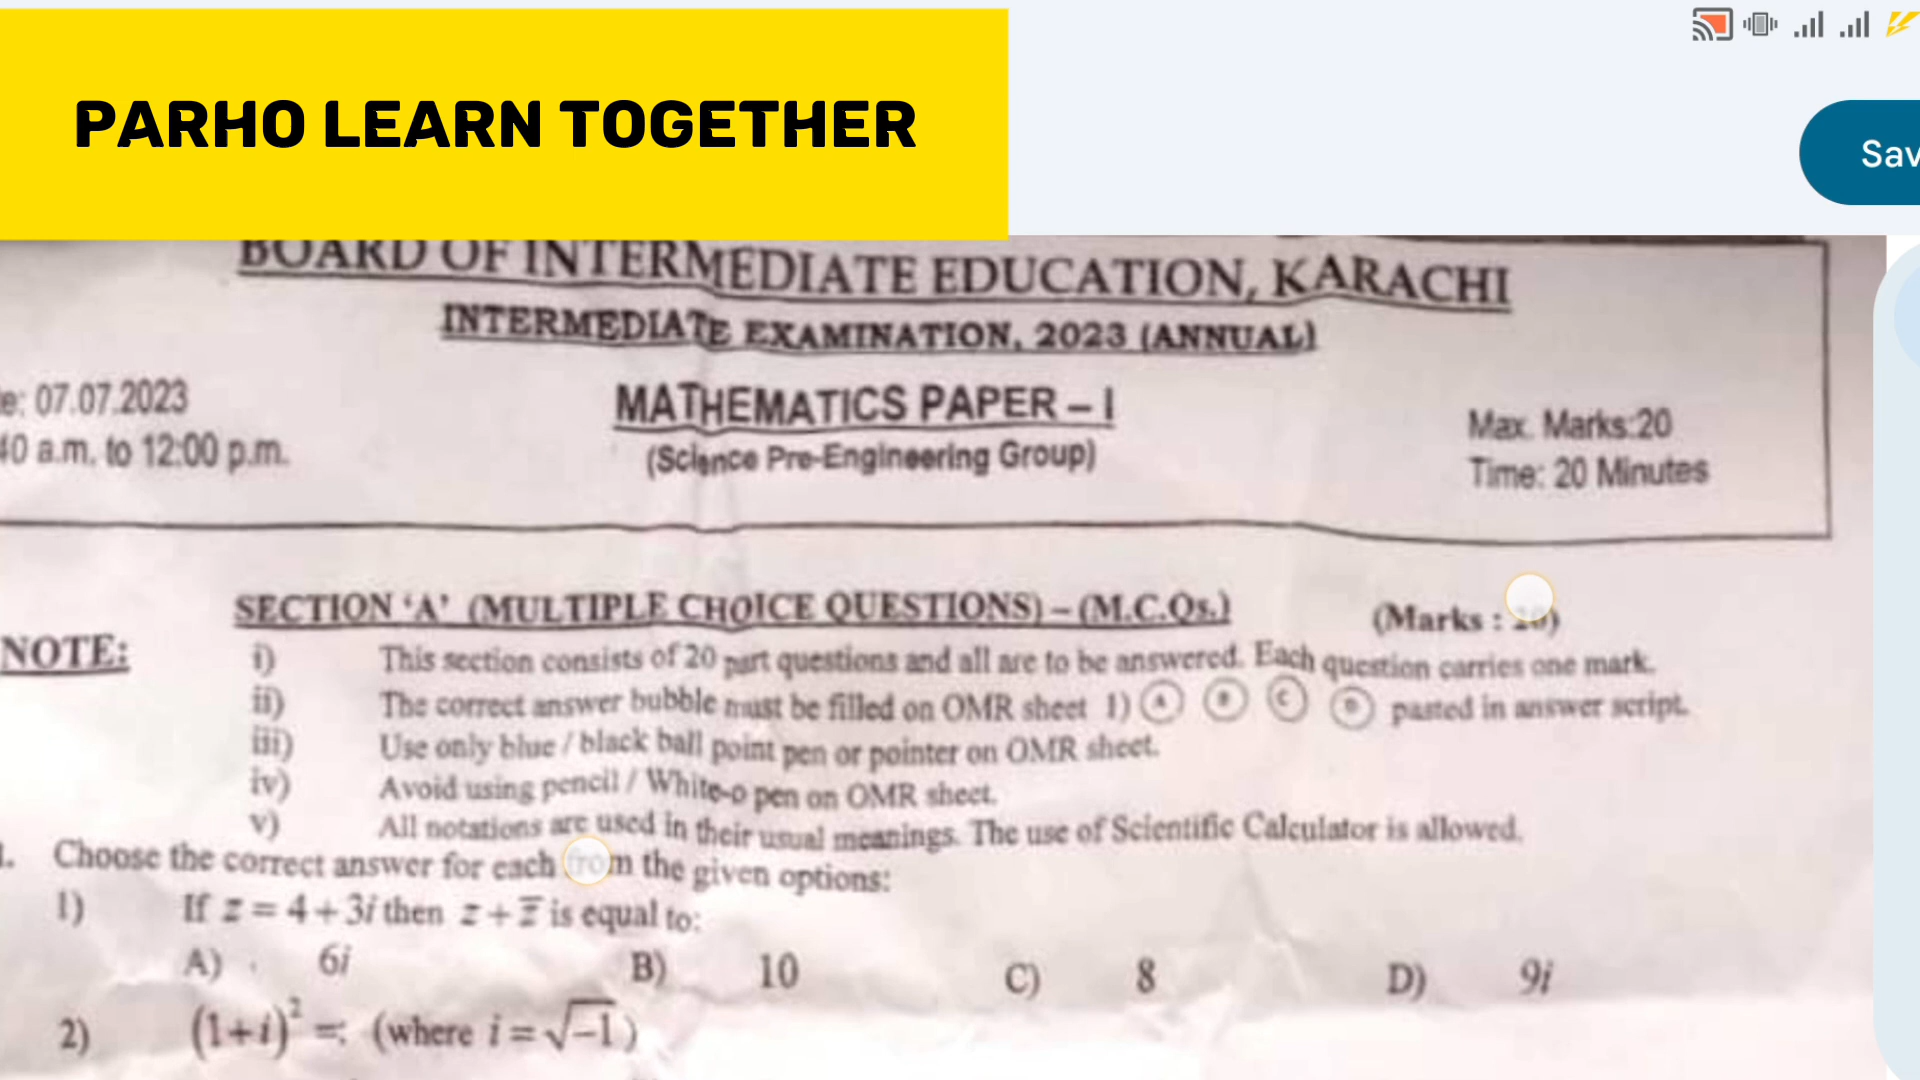 PARHO LEARN TOGETHER
Sav
BOARD OF INTERMEDIATE EDUCATION, KARACHI
INTERMEDIATE EXAMINATION, 2023 (ANNUAL)
e: 07.07.2023
MATHEMATICS PAPER – I
Max. Marks:20
40 a.m. to 12:00 p.m.
(Science Pre-Engineering Group)
Time: 20 Minutes
SECTION ‘A’ (MULTIPLE CHOICE QUESTIONS) – (M.C.Qs.) (Marks : 20)
NOTE:
i) This section consists of 20 part questions and all are to be answered. Each question carries one mark.
ii) The correct answer bubble must be filled on OMR sheet 1) Ⓐ Ⓑ Ⓒ Ⓓ pasted in answer script.
iii) Use only blue / black ball point pen or pointer on OMR sheet.
iv) Avoid using pencil / White-o pen on OMR sheet.
v) All notations are used in their usual meanings. The use of Scientific Calculator is allowed.
1. Choose the correct answer for each from the given options:
1) If z = 4+3i then z + z̅ is equal to:
A) 6i B) 10 C) 8 D) 9i
2) (1+i)² =: (where i = √−1)